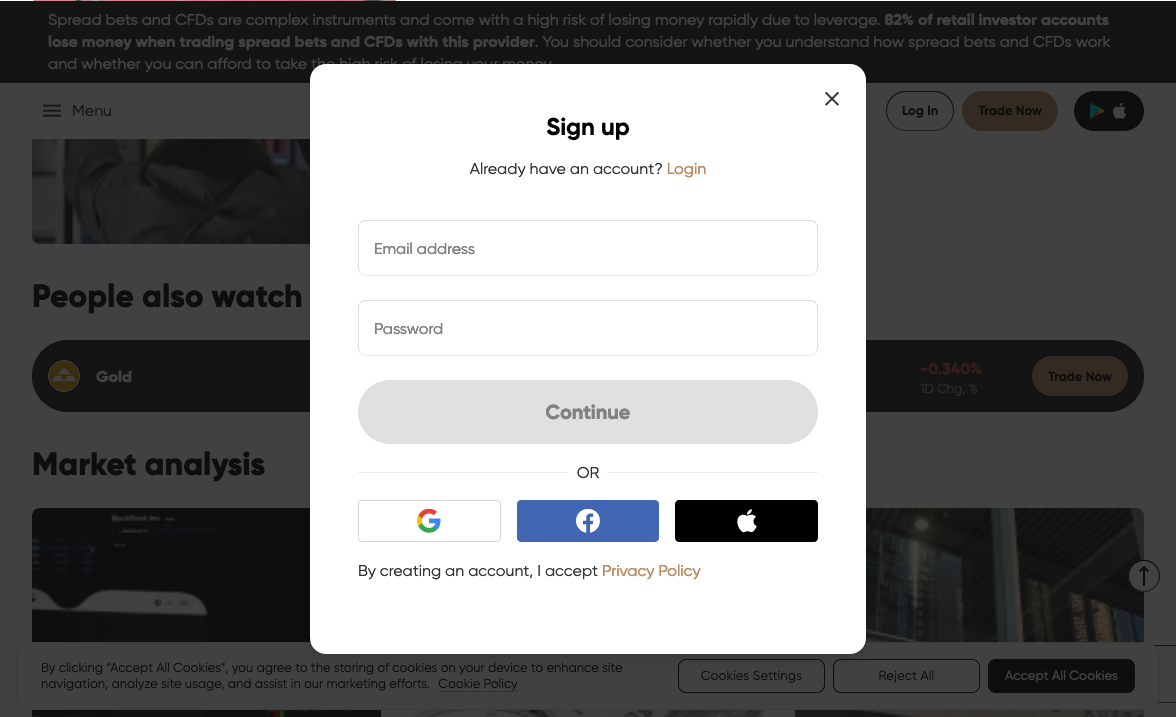 Spread bets and CFDs are complex instruments and come with a high risk of losing money rapidly due to leverage. 82% of retail investor accounts
lose money when trading spread bets and CFDs with this provider. You should consider whether you understand how spread bets and CFDs work
and whether you can afford to take the high risk of losing your money.
Menu
Log In
Trade Now
Sign up
Already have an account? Login
Email address
Password
Continue
OR
By creating an account, I accept Privacy Policy
People also watch
Gold
-0.340%
1D Chg, %
Trade Now
Market analysis
BlackRock Inc
By clicking “Accept All Cookies”, you agree to the storing of cookies on your device to enhance site
navigation, analyze site usage, and assist in our marketing efforts. Cookie Policy
Cookies Settings
Reject All
Accept All Cookies